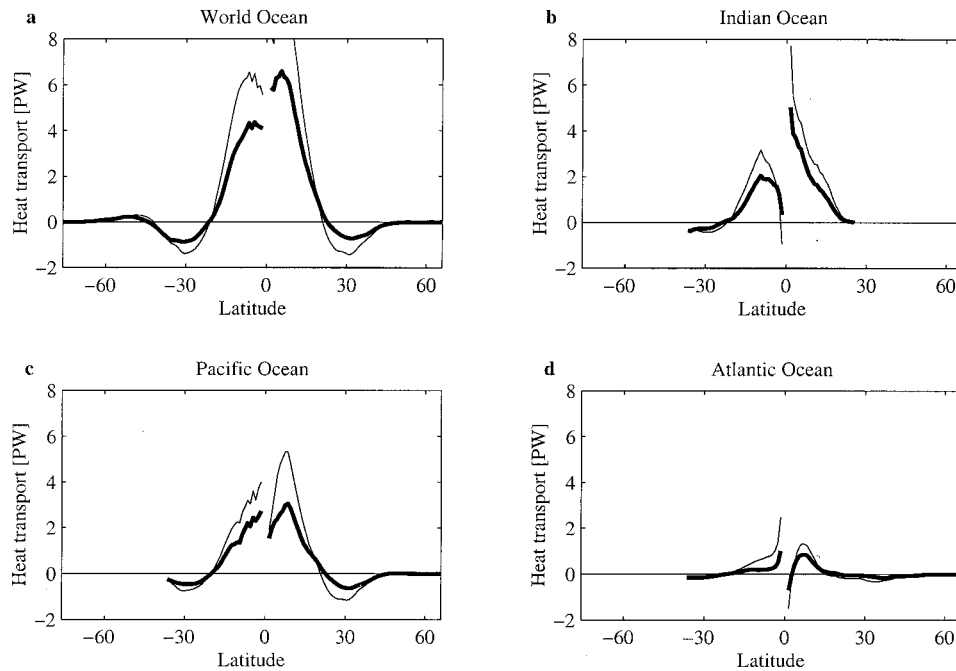 a World Ocean
Heat transport [PW]
8
6
4
2
0
−2
−60 −30 0 30 60
Latitude
b Indian Ocean
Heat transport [PW]
8
6
4
2
0
−2
−60 −30 0 30 60
Latitude
c Pacific Ocean
Heat transport [PW]
8
6
4
2
0
−2
−60 −30 0 30 60
Latitude
d Atlantic Ocean
Heat transport [PW]
8
6
4
2
0
−2
−60 −30 0 30 60
Latitude